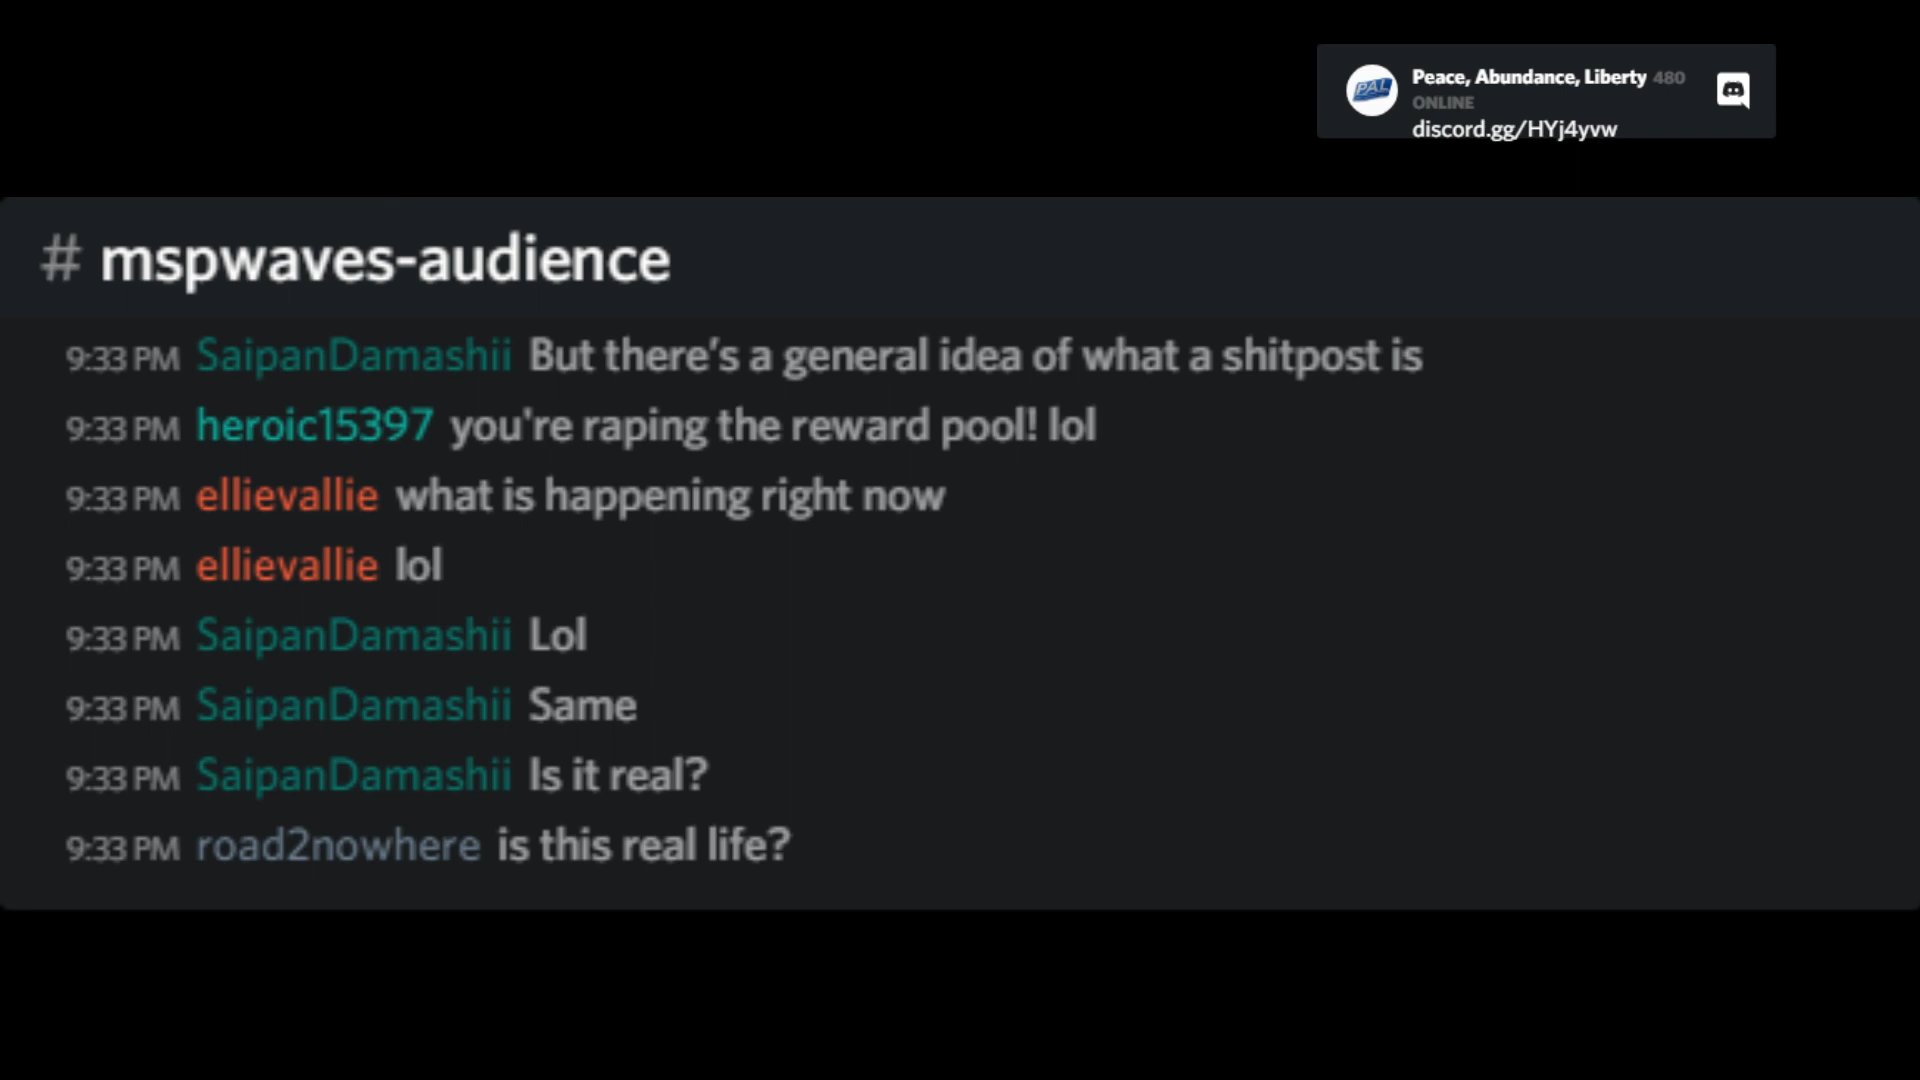 PAL
Peace, Abundance, Liberty 480
ONLINE
discord.gg/HYj4yvw
# mspwaves-audience
9:33 PM SaipanDamashii But there's a general idea of what a shitpost is
9:33 PM heroic15397 you're raping the reward pool! lol
9:33 PM ellievallie what is happening right now
9:33 PM ellievallie lol
9:33 PM SaipanDamashii Lol
9:33 PM SaipanDamashii Same
9:33 PM SaipanDamashii Is it real?
9:33 PM road2nowhere is this real life?